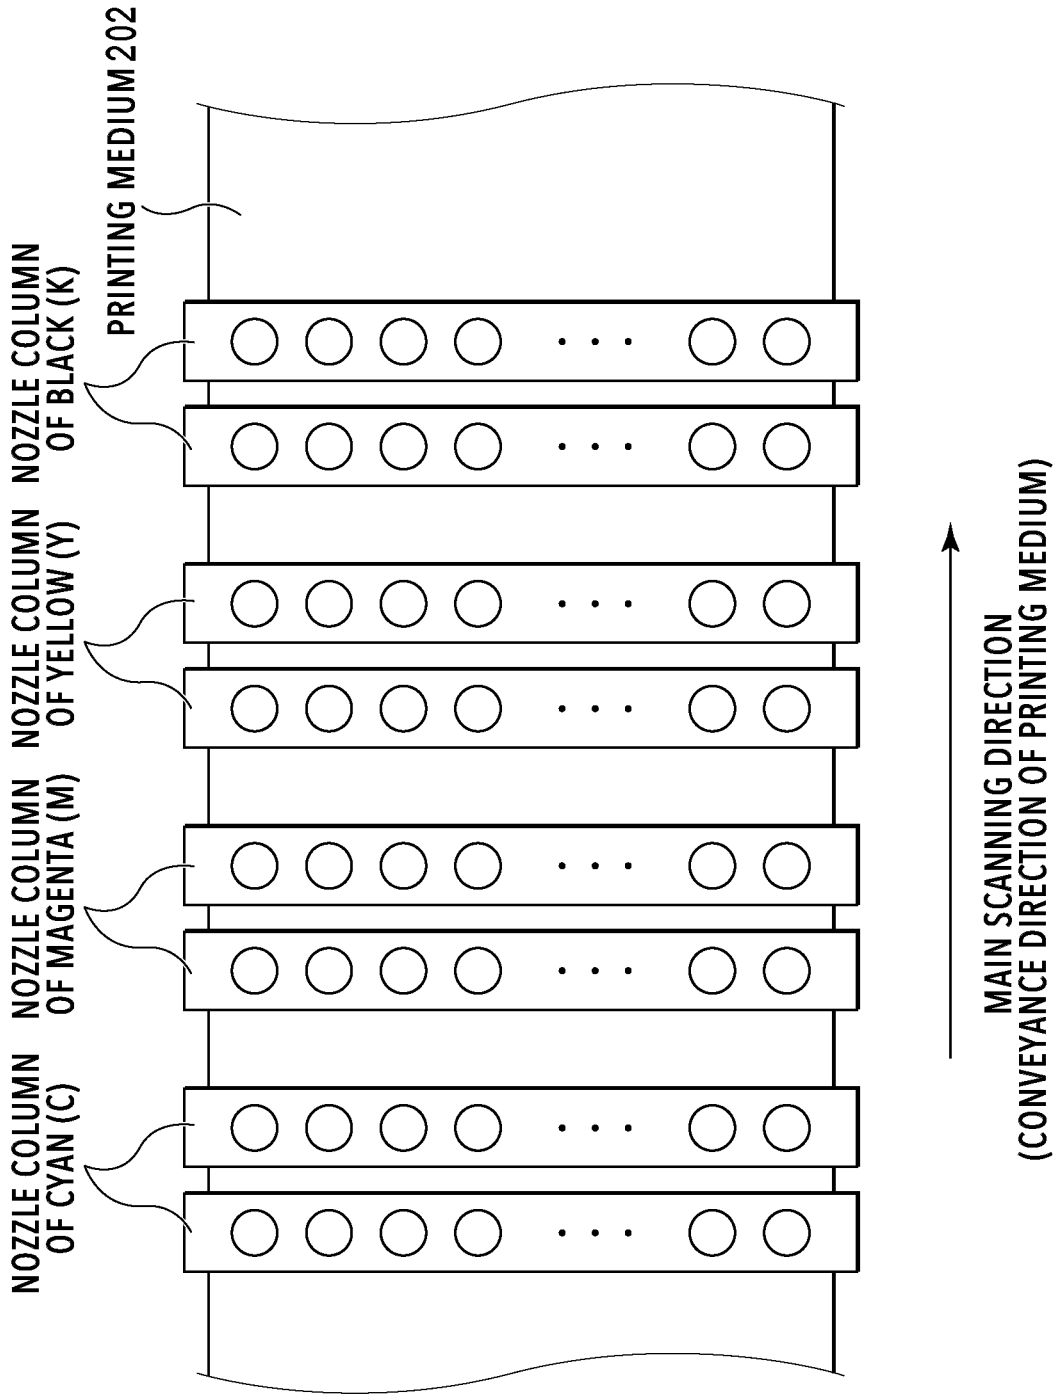 NOZZLE COLUMN
OF CYAN (C)
NOZZLE COLUMN
OF MAGENTA (M)
NOZZLE COLUMN
OF YELLOW (Y)
NOZZLE COLUMN
OF BLACK (K)
PRINTING MEDIUM 202
MAIN SCANNING DIRECTION
(CONVEYANCE DIRECTION OF PRINTING MEDIUM)